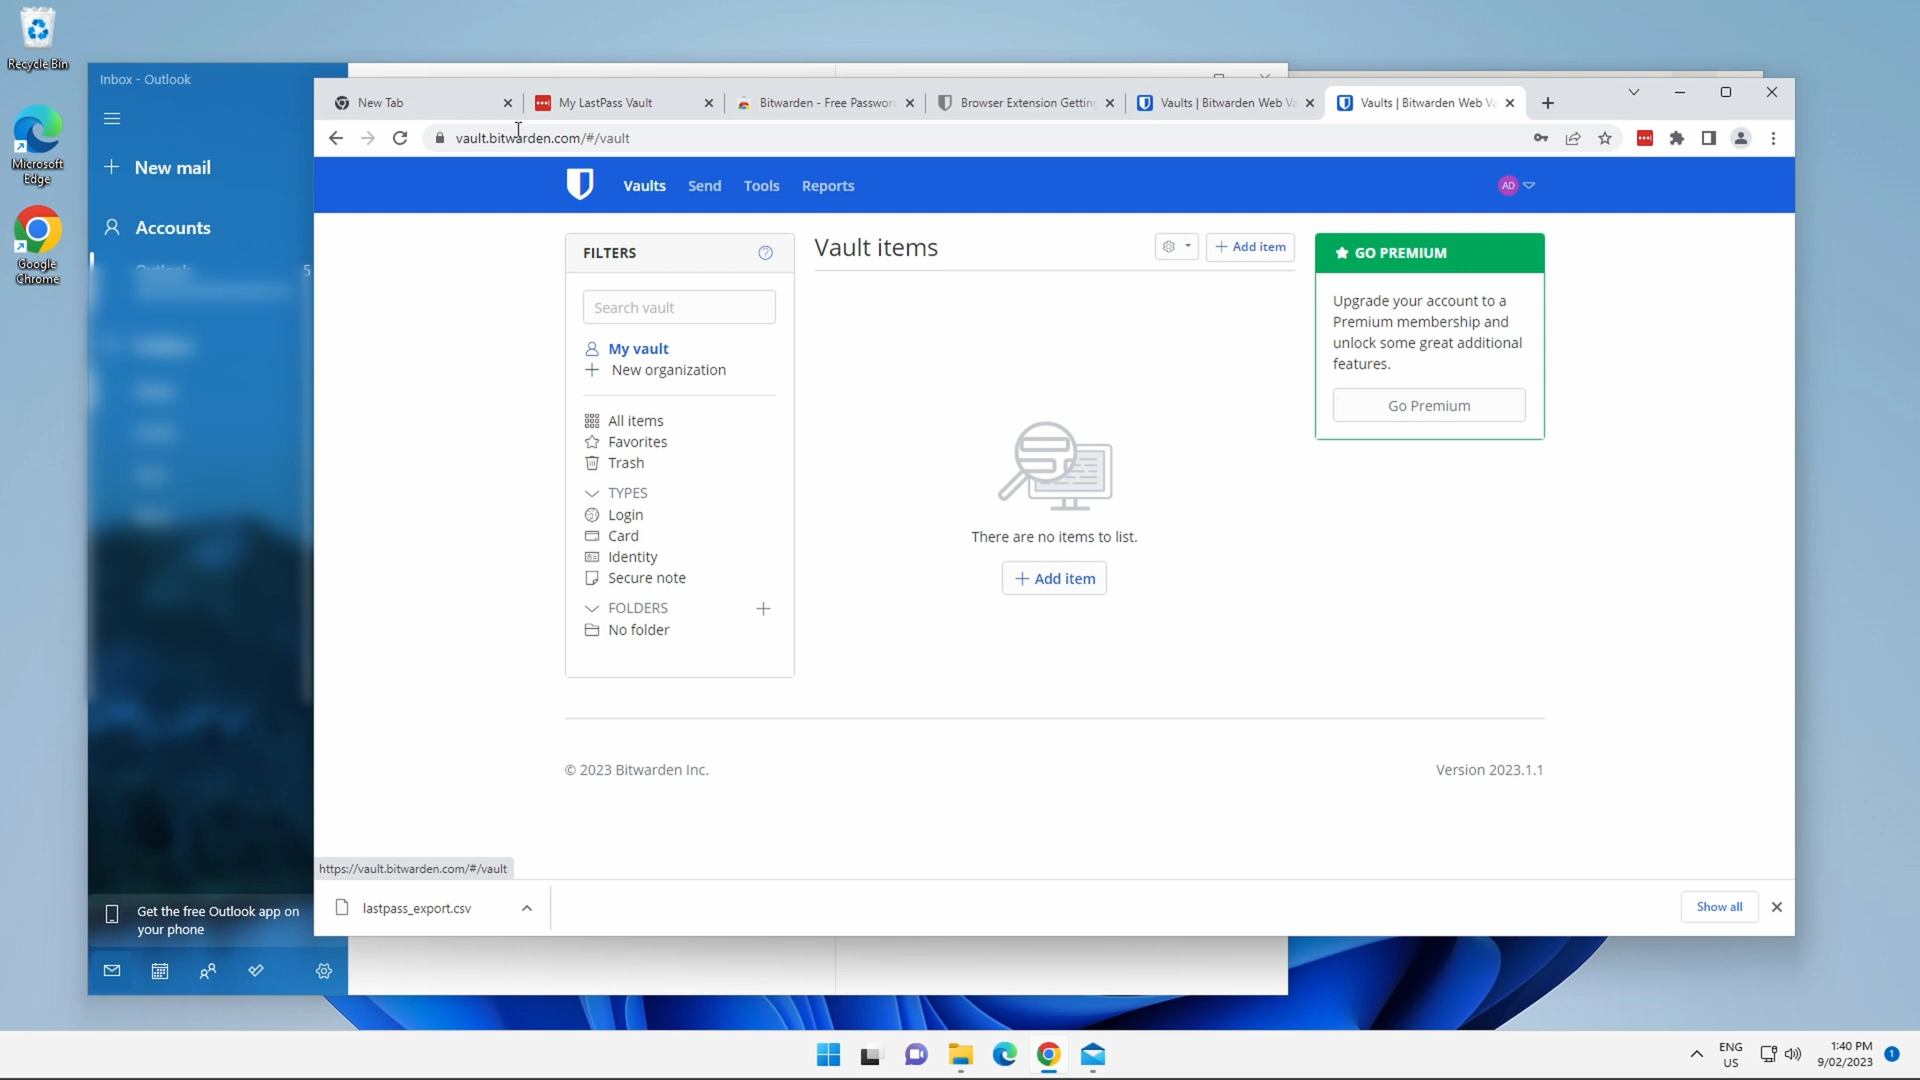 Recycle Bin
Microsoft
Edge
Google
Chrome
Inbox - Outlook
New mail
Accounts
5
Get the free Outlook app on
your phone
New Tab
My LastPass Vault
Bitwarden - Free Passwor
Browser Extension Getting
Vaults | Bitwarden Web Va
Vaults | Bitwarden Web Va
vault.bitwarden.com/#/vault
Vaults
Send
Tools
Reports
AD
FILTERS
Search vault
My vault
New organization
All items
Favorites
Trash
TYPES
Login
Card
Identity
Secure note
FOLDERS
No folder
Vault items
Add item
There are no items to list.
Add item
GO PREMIUM
Upgrade your account to a
Premium membership and
unlock some great additional
features.
Go Premium
© 2023 Bitwarden Inc.
Version 2023.1.1
https://vault.bitwarden.com/#/vault
lastpass_export.csv
Show all
ENG
US
1:40 PM
9/02/2023
1